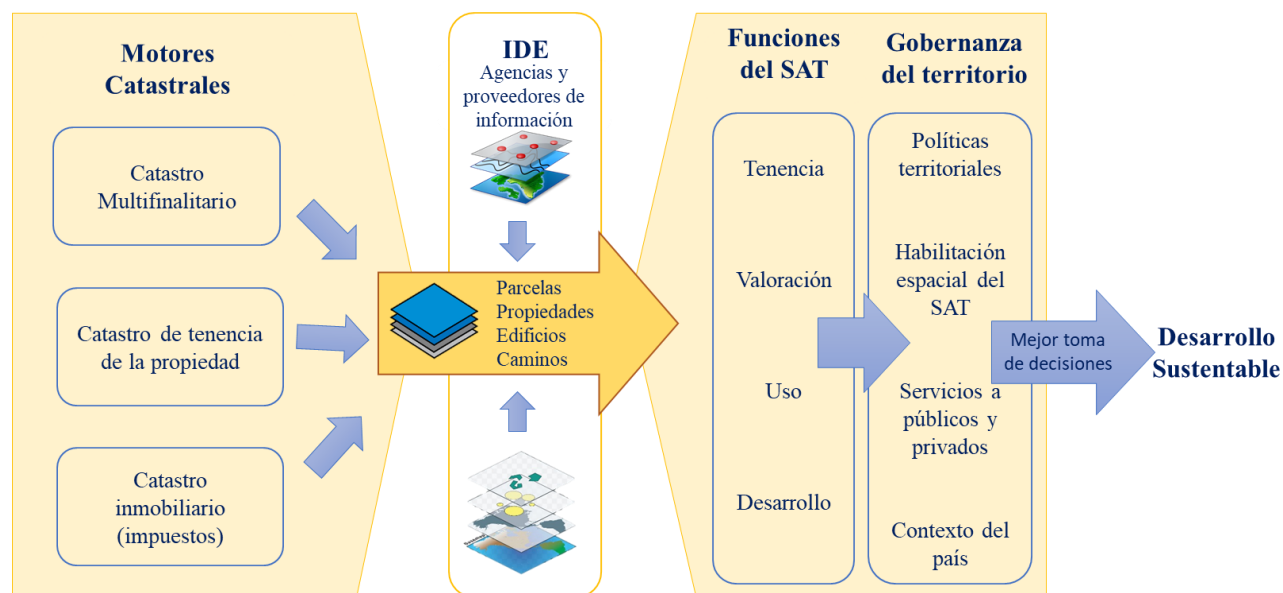 Motores
Catastrales
Catastro
Multifinalitario
Catastro de tenencia
de la propiedad
Catastro
inmobiliario
(impuestos)
IDE
Agencias y
proveedores de
información
Parcelas
Propiedades
Edificios
Caminos
Funciones
del SAT
Tenencia
Valoración
Uso
Desarrollo
Gobernanza
del territorio
Políticas
territoriales
Habilitación
espacial del
SAT
Servicios a
públicos y
privados
Contexto del
país
Mejor toma
de decisiones
Desarrollo
Sustentable